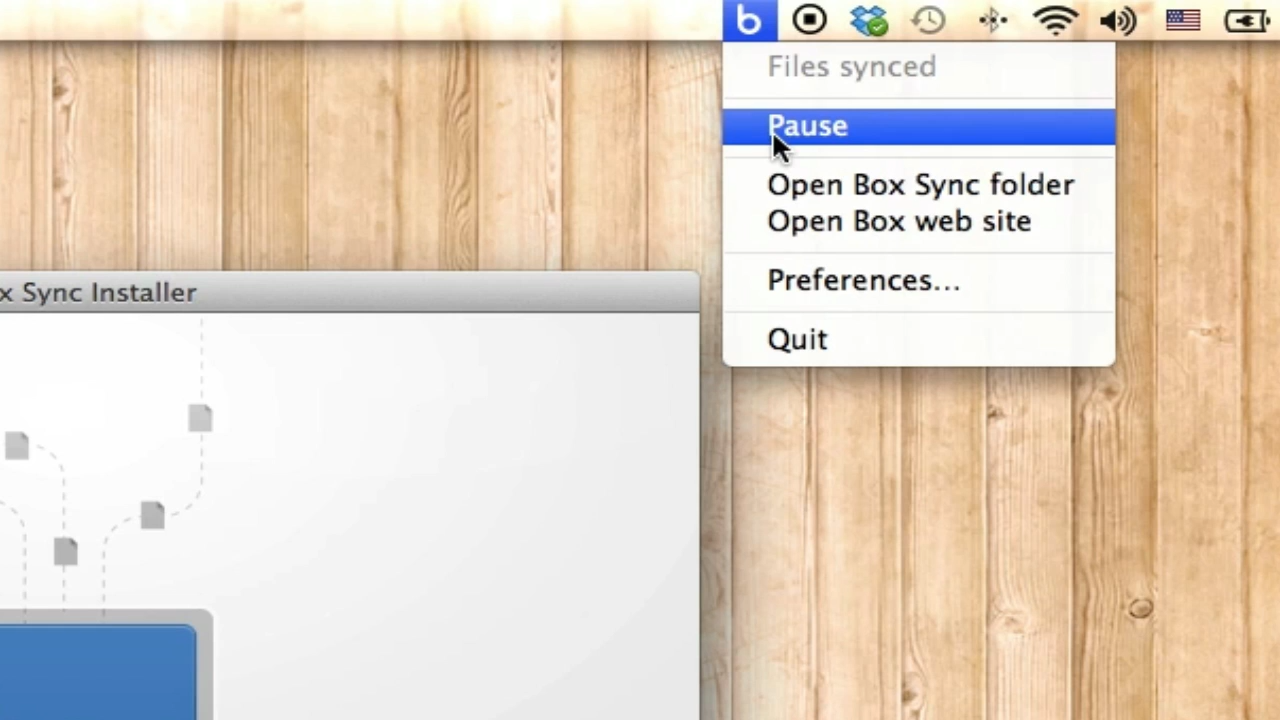 b
Files synced
Pause
Open Box Sync folder
Open Box web site
Preferences…
Quit
x Sync Installer